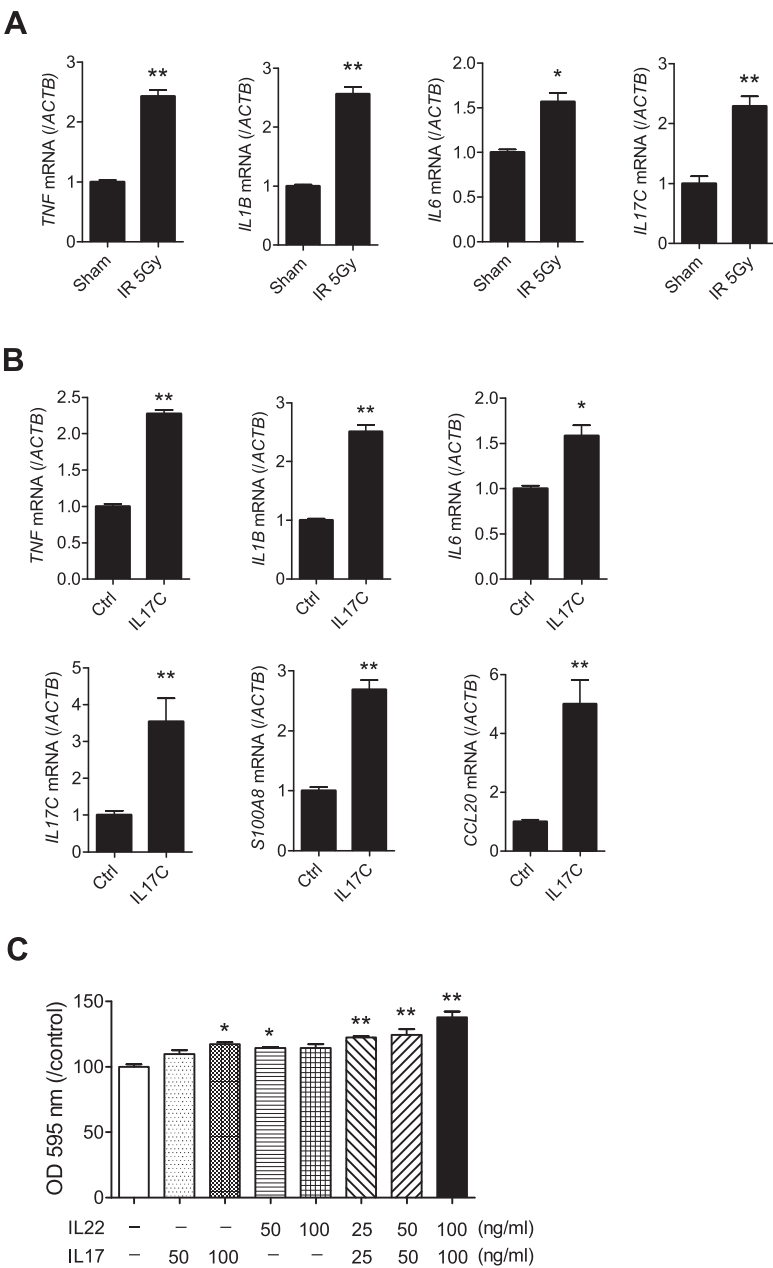 A
TNF mRNA (/ACTB)
3
2
1
0
**
Sham
IR 5Gy
IL1B mRNA (/ACTB)
3
2
1
0
**
Sham
IR 5Gy
IL6 mRNA (/ACTB)
2.0
1.5
1.0
0.5
0.0
*
Sham
IR 5Gy
IL17C mRNA (/ACTB)
3
2
1
0
**
Sham
IR 5Gy
B
TNF mRNA (/ACTB)
2.5
2.0
1.5
1.0
0.5
0.0
**
Ctrl
IL17C
IL1B mRNA (/ACTB)
3
2
1
0
**
Ctrl
IL17C
IL6 mRNA (/ACTB)
2.0
1.5
1.0
0.5
0.0
*
Ctrl
IL17C
IL17C mRNA (/ACTB)
5
4
3
2
1
0
**
Ctrl
IL17C
S100A8 mRNA (/ACTB)
3
2
1
0
**
Ctrl
IL17C
CCL20 mRNA (/ACTB)
6
4
2
0
**
Ctrl
IL17C
C
OD 595 nm (/control)
150
100
50
0
* * ** ** **
IL22 – – – 50 100 25 50 100 (ng/ml)
IL17 – 50 100 – – 25 50 100 (ng/ml)